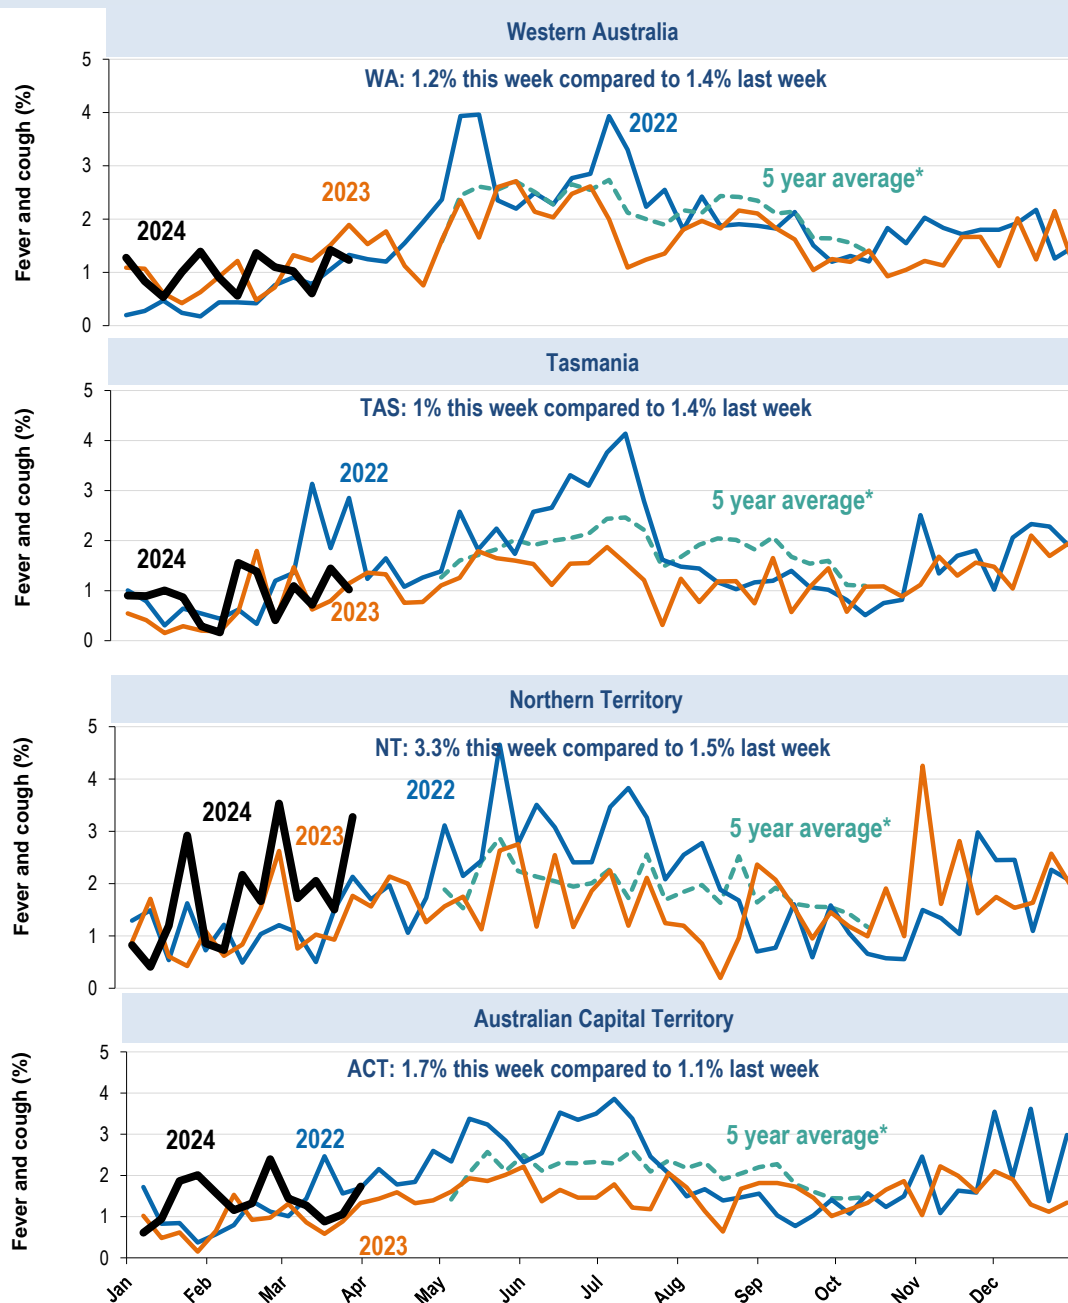 Western Australia
WA: 1.2% this week compared to 1.4% last week
Fever and cough (%)
5
4
3
2
1
0
2022
2023
2024
5 year average*
Tasmania
TAS: 1% this week compared to 1.4% last week
Fever and cough (%)
5
4
3
2
1
0
2022
2024
2023
5 year average*
Northern Territory
NT: 3.3% this week compared to 1.5% last week
Fever and cough (%)
5
4
3
2
1
0
2022
2024
2023
5 year average*
Australian Capital Territory
ACT: 1.7% this week compared to 1.1% last week
Fever and cough (%)
5
4
3
2
1
0
2024
2022
2023
5 year average*
Jan
Feb
Mar
Apr
May
Jun
Jul
Aug
Sep
Oct
Nov
Dec